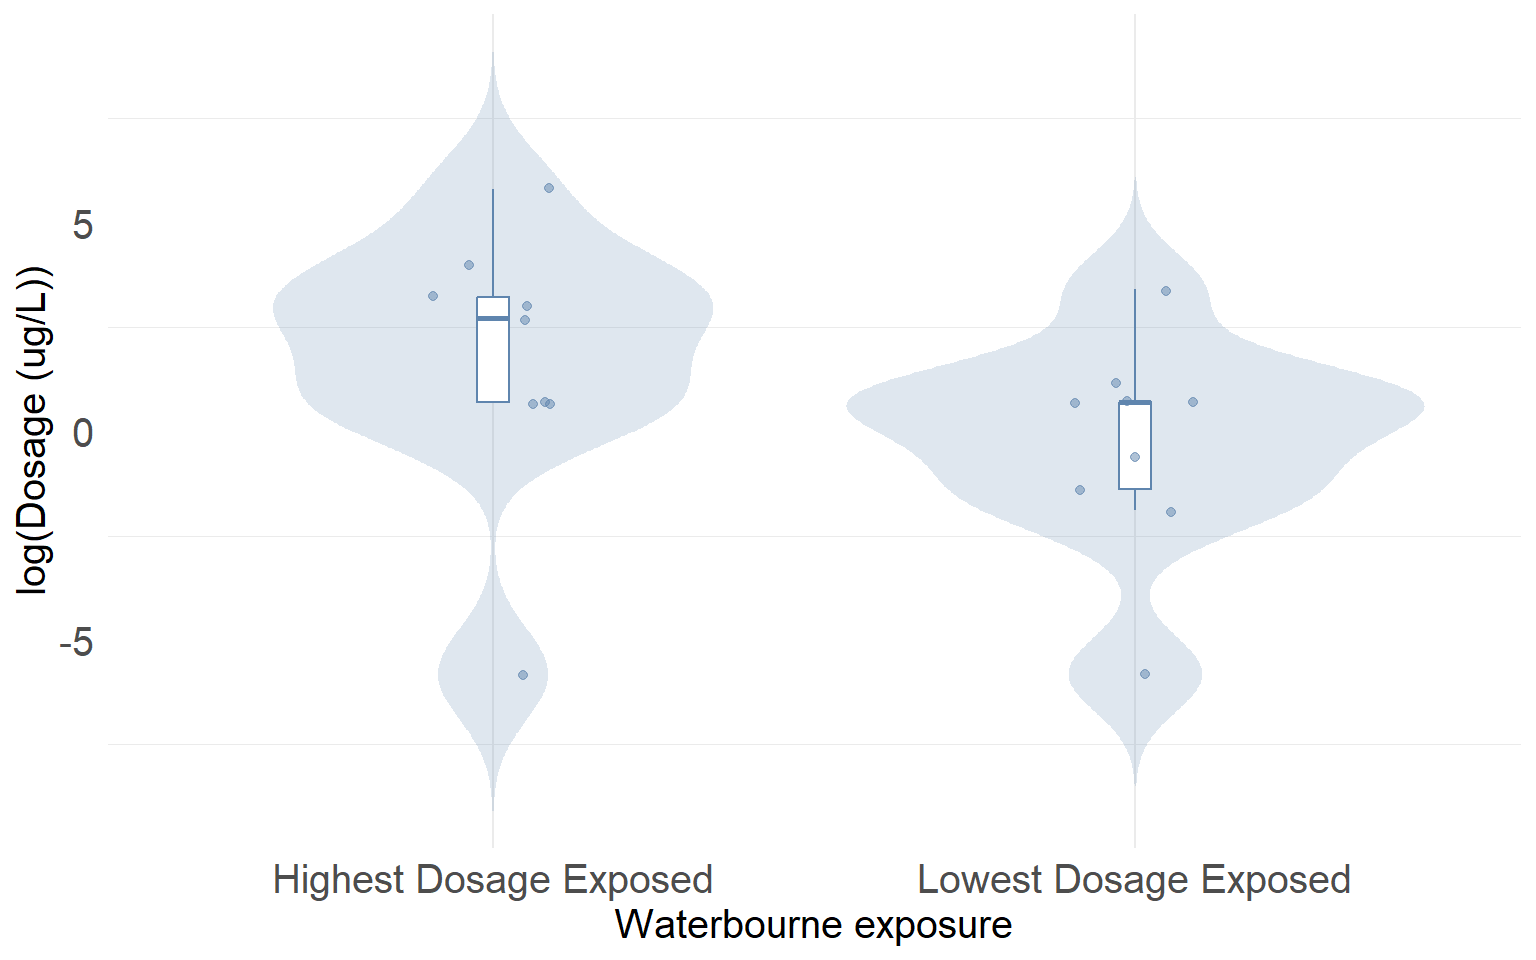 log(Dosage (ug/L))
5
0
-5
Highest Dosage Exposed
Lowest Dosage Exposed
Waterbourne exposure